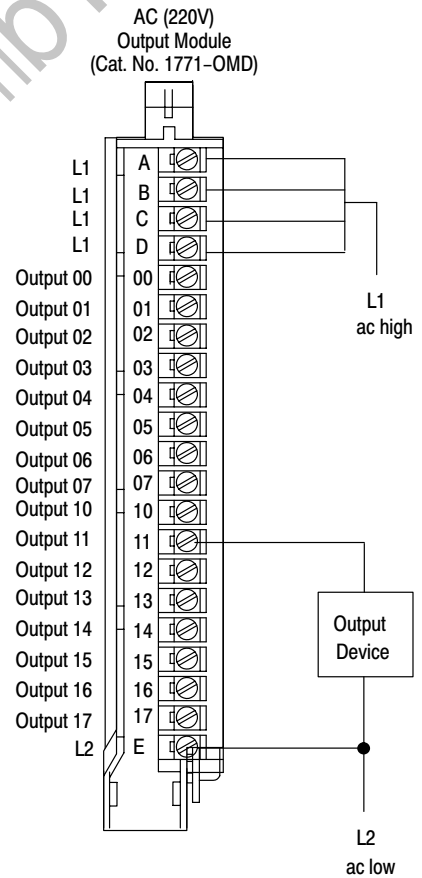 AC (220V)
Output Module
(Cat. No. 1771–OMD)
L1 A
L1 B
L1 C
L1 D
Output 00 00
Output 01 01
Output 02 02
Output 03 03
Output 04 04
Output 05 05
Output 06 06
Output 07 07
Output 10 10
Output 11 11
Output 12 12
Output 13 13
Output 14 14
Output 15 15
Output 16 16
Output 17 17
L2 E
L1
ac high
Output
Device
L2
ac low